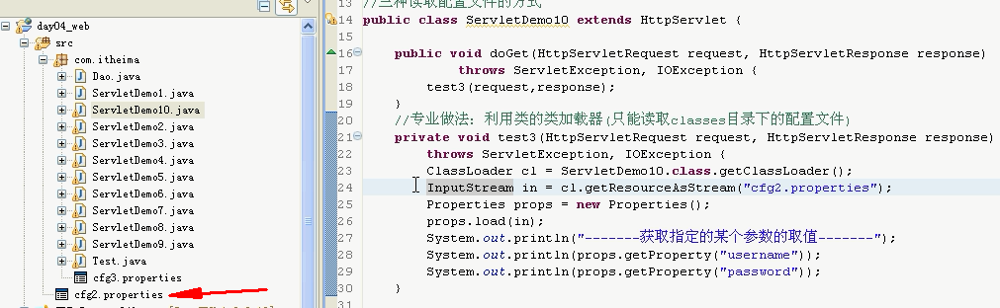 day04_web
src
com.itheima
Dao.java
ServletDemo1.java
ServletDemo10.java
ServletDemo2.java
ServletDemo3.java
ServletDemo4.java
ServletDemo5.java
ServletDemo6.java
ServletDemo7.java
ServletDemo8.java
ServletDemo9.java
Test.java
cfg3.properties
cfg2.properties
13 //三种读取配置文件的方式
14 public class ServletDemo10 extends HttpServlet {
15
16 public void doGet(HttpServletRequest request, HttpServletResponse response)
17 throws ServletException, IOException {
18 test3(request,response);
19 }
20 //专业做法：利用类的类加载器(只能读取classes目录下的配置文件)
21 private void test3(HttpServletRequest request, HttpServletResponse response)
22 throws ServletException, IOException {
23 ClassLoader cl = ServletDemo10.class.getClassLoader();
24 InputStream in = cl.getResourceAsStream("cfg2.properties");
25 Properties props = new Properties();
26 props.load(in);
27 System.out.println("-------获取指定的某个参数的取值-------");
28 System.out.println(props.getProperty("username"));
29 System.out.println(props.getProperty("password"));
30 }
31